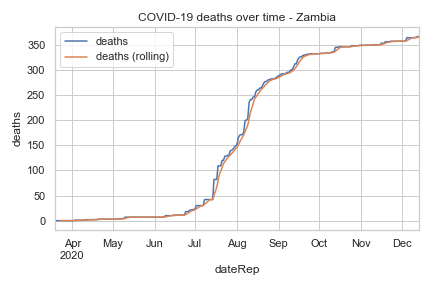 COVID-19 deaths over time - Zambia
deaths
deaths (rolling)
deaths
350
300
250
200
150
100
50
0
Apr
2020
May
Jun
Jul
Aug
Sep
Oct
Nov
Dec
dateRep